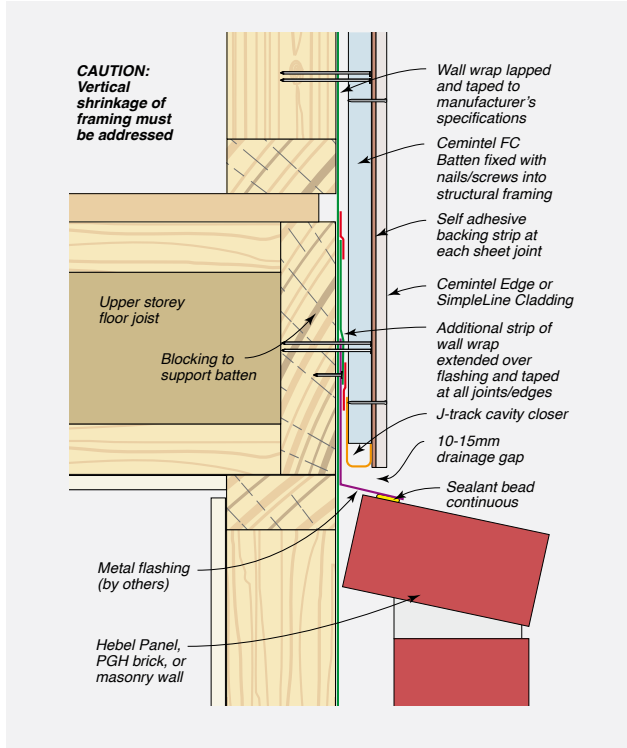 CAUTION:
Vertical
shrinkage of
framing must
be addressed
Wall wrap lapped
and taped to
manufacturer's
specifications
Cemintel FC
Batten fixed with
nails/screws into
structural framing
Self adhesive
backing strip at
each sheet joint
Cemintel Edge or
SimpleLine Cladding
Upper storey
floor joist
Blocking to
support batten
Additional strip of
wall wrap
extended over
flashing and taped
at all joints/edges
J-track cavity closer
10-15mm
drainage gap
Sealant bead
continuous
Metal flashing
(by others)
Hebel Panel,
PGH brick, or
masonry wall